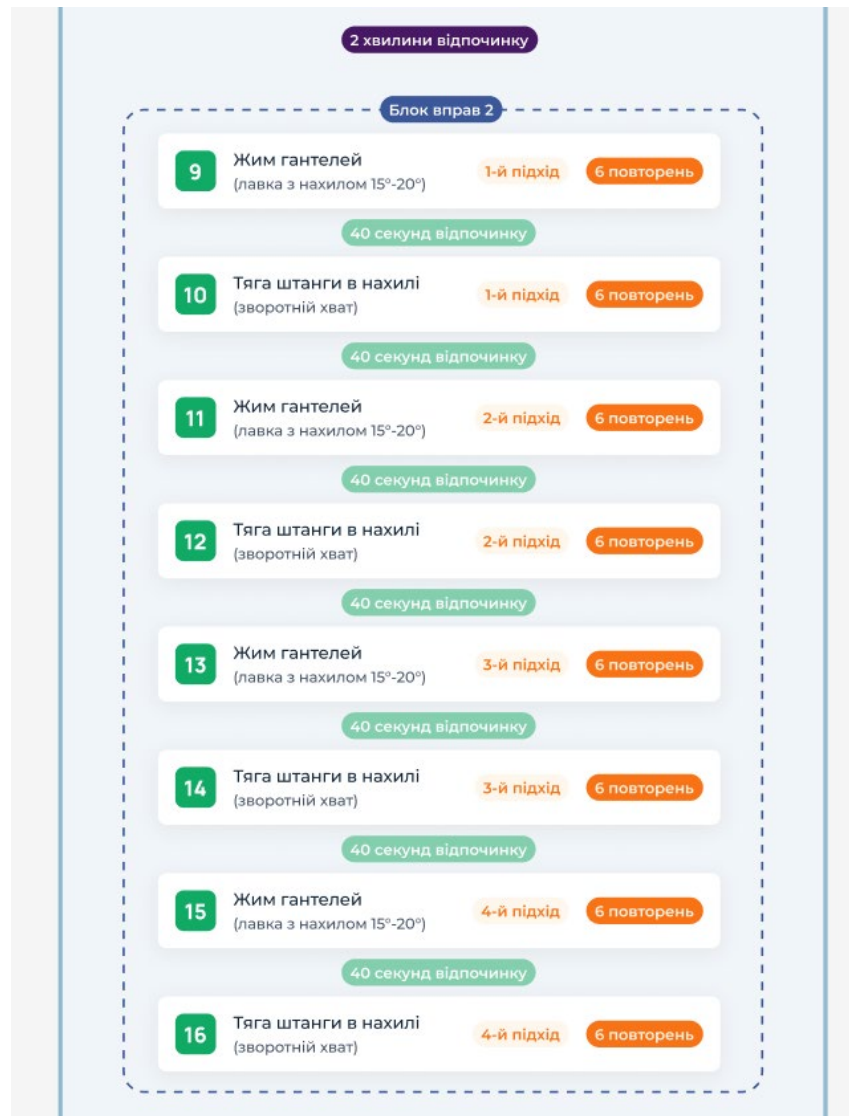 2 хвилини відпочинку
Блок вправ 2
9
Жим гантелей
(лавка з нахилом 15°-20°)
1-й підхід
6 повторень
40 секунд відпочинку
10
Тяга штанги в нахилі
(зворотній хват)
1-й підхід
6 повторень
40 секунд відпочинку
11
Жим гантелей
(лавка з нахилом 15°-20°)
2-й підхід
6 повторень
40 секунд відпочинку
12
Тяга штанги в нахилі
(зворотній хват)
2-й підхід
6 повторень
40 секунд відпочинку
13
Жим гантелей
(лавка з нахилом 15°-20°)
3-й підхід
6 повторень
40 секунд відпочинку
14
Тяга штанги в нахилі
(зворотній хват)
3-й підхід
6 повторень
40 секунд відпочинку
15
Жим гантелей
(лавка з нахилом 15°-20°)
4-й підхід
6 повторень
40 секунд відпочинку
16
Тяга штанги в нахилі
(зворотній хват)
4-й підхід
6 повторень